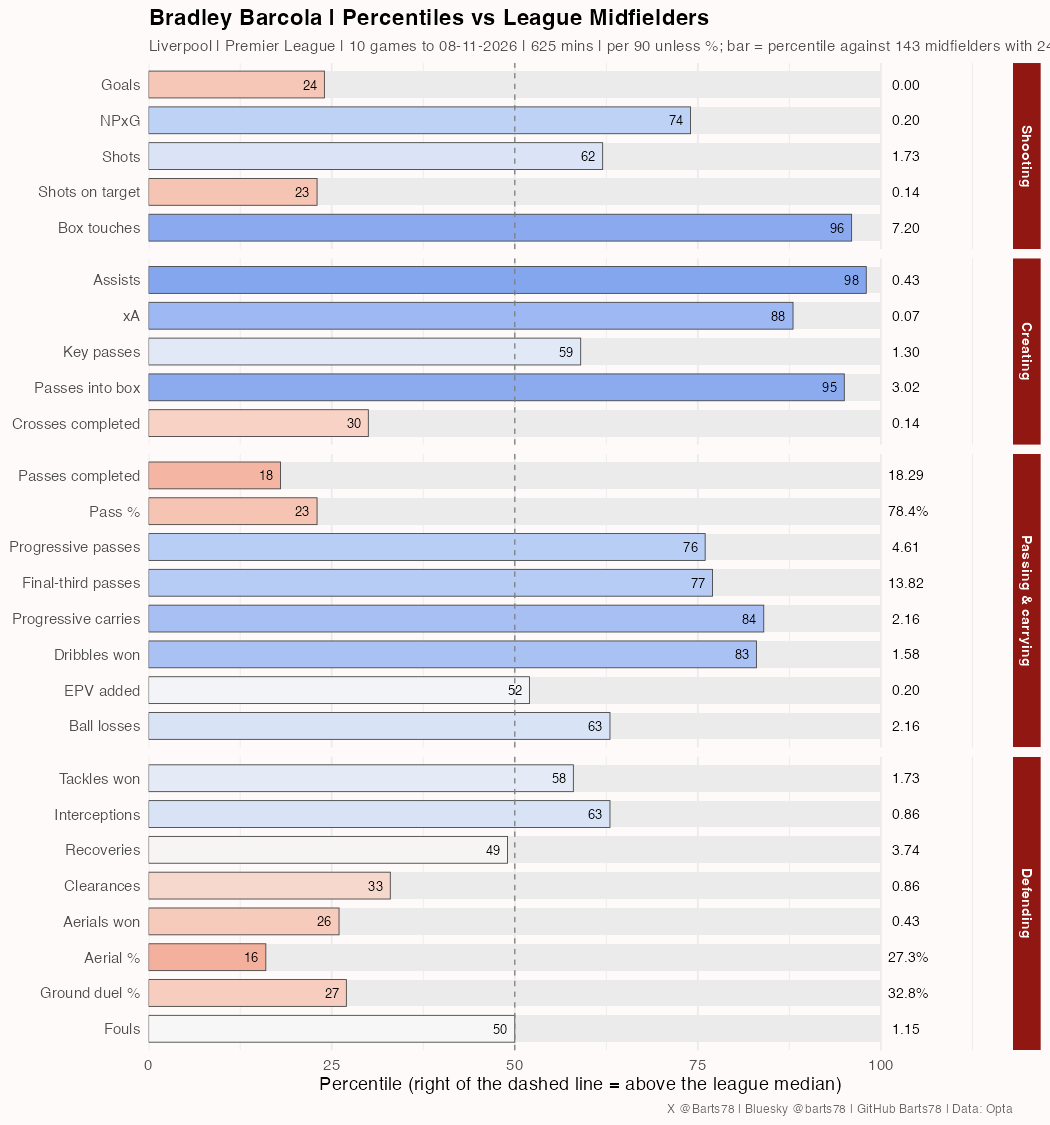 Bradley Barcola | Percentiles vs League Midfielders
Liverpool | Premier League | 10 games to 08-11-2026 | 625 mins | per 90 unless %; bar = percentile against 143 midfielders with 24
Goals 24 0.00
NPxG 74 0.20
Shots 62 1.73
Shots on target 23 0.14
Box touches 96 7.20
Shooting
Assists 98 0.43
xA 88 0.07
Key passes 59 1.30
Passes into box 95 3.02
Crosses completed 30 0.14
Creating
Passes completed 18 18.29
Pass % 23 78.4%
Progressive passes 76 4.61
Final-third passes 77 13.82
Progressive carries 84 2.16
Dribbles won 83 1.58
EPV added 52 0.20
Ball losses 63 2.16
Passing & carrying
Tackles won 58 1.73
Interceptions 63 0.86
Recoveries 49 3.74
Clearances 33 0.86
Aerials won 26 0.43
Aerial % 16 27.3%
Ground duel % 27 32.8%
Fouls 50 1.15
Defending
0 25 50 75 100
Percentile (right of the dashed line = above the league median)
X @Barts78 | Bluesky @barts78 | GitHub Barts78 | Data: Opta